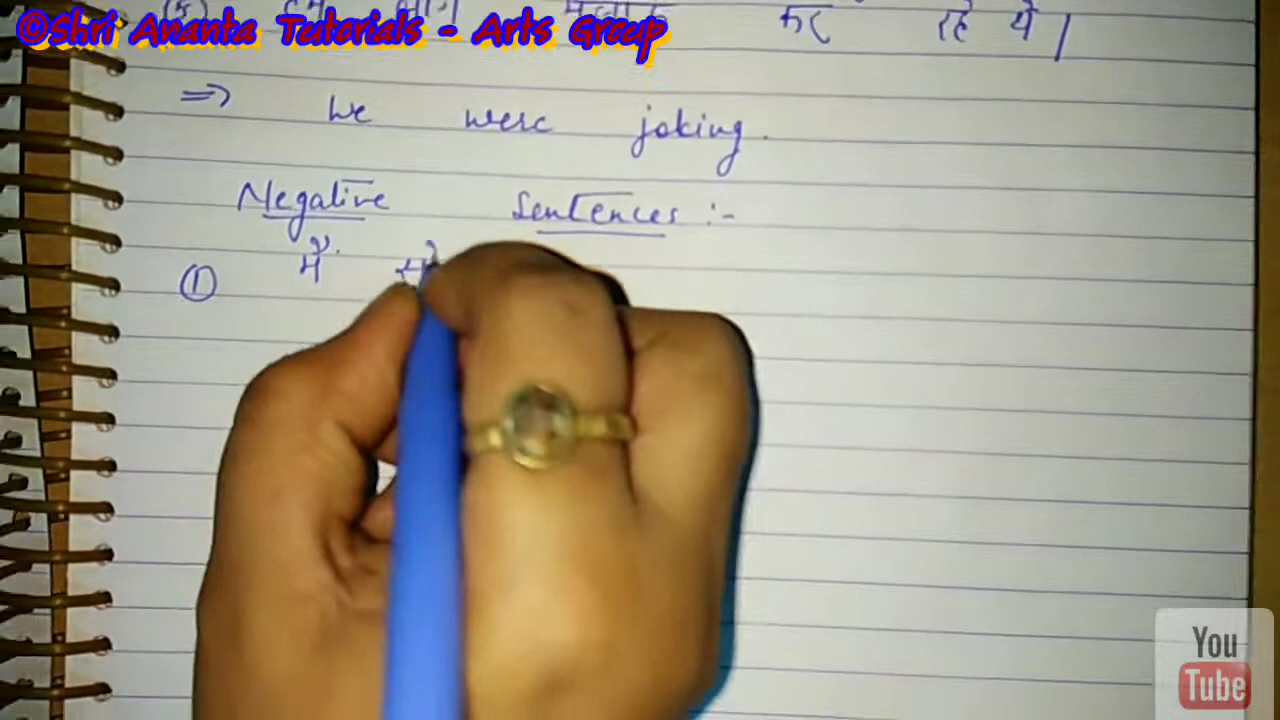 ©Shri Ananta Tutorials - Arts Group
कर रहे थे।
⇒ We were joking.
Negative Sentences :-
① मैं
You
Tube